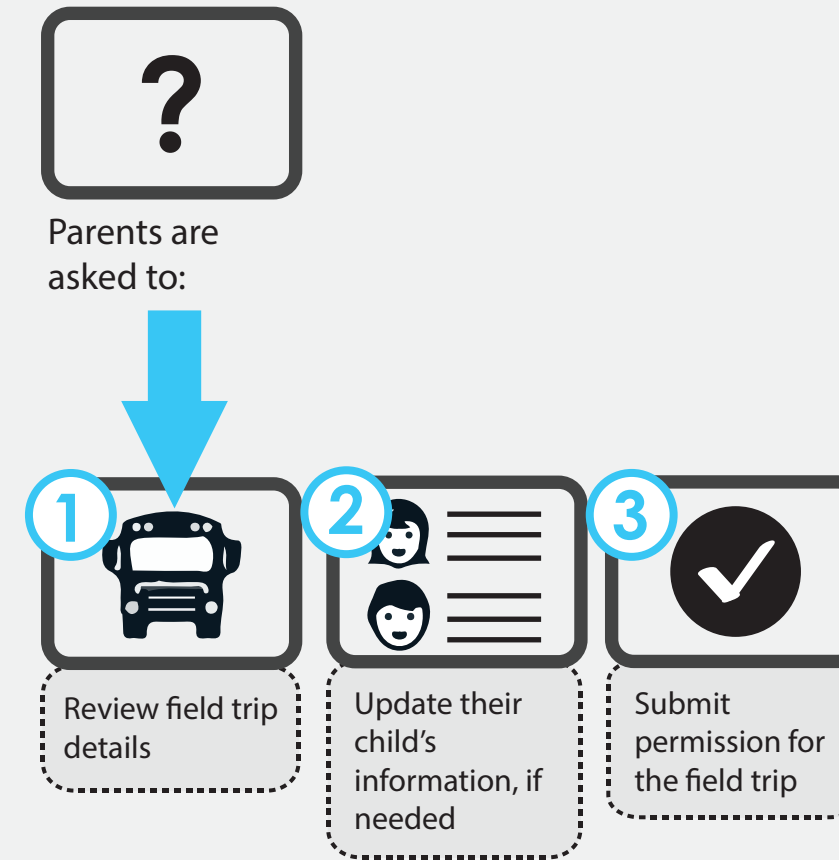 ?
Parents are
asked to:
1
2
3
Review field trip
details
Update their
child's
information, if
needed
Submit
permission for
the field trip